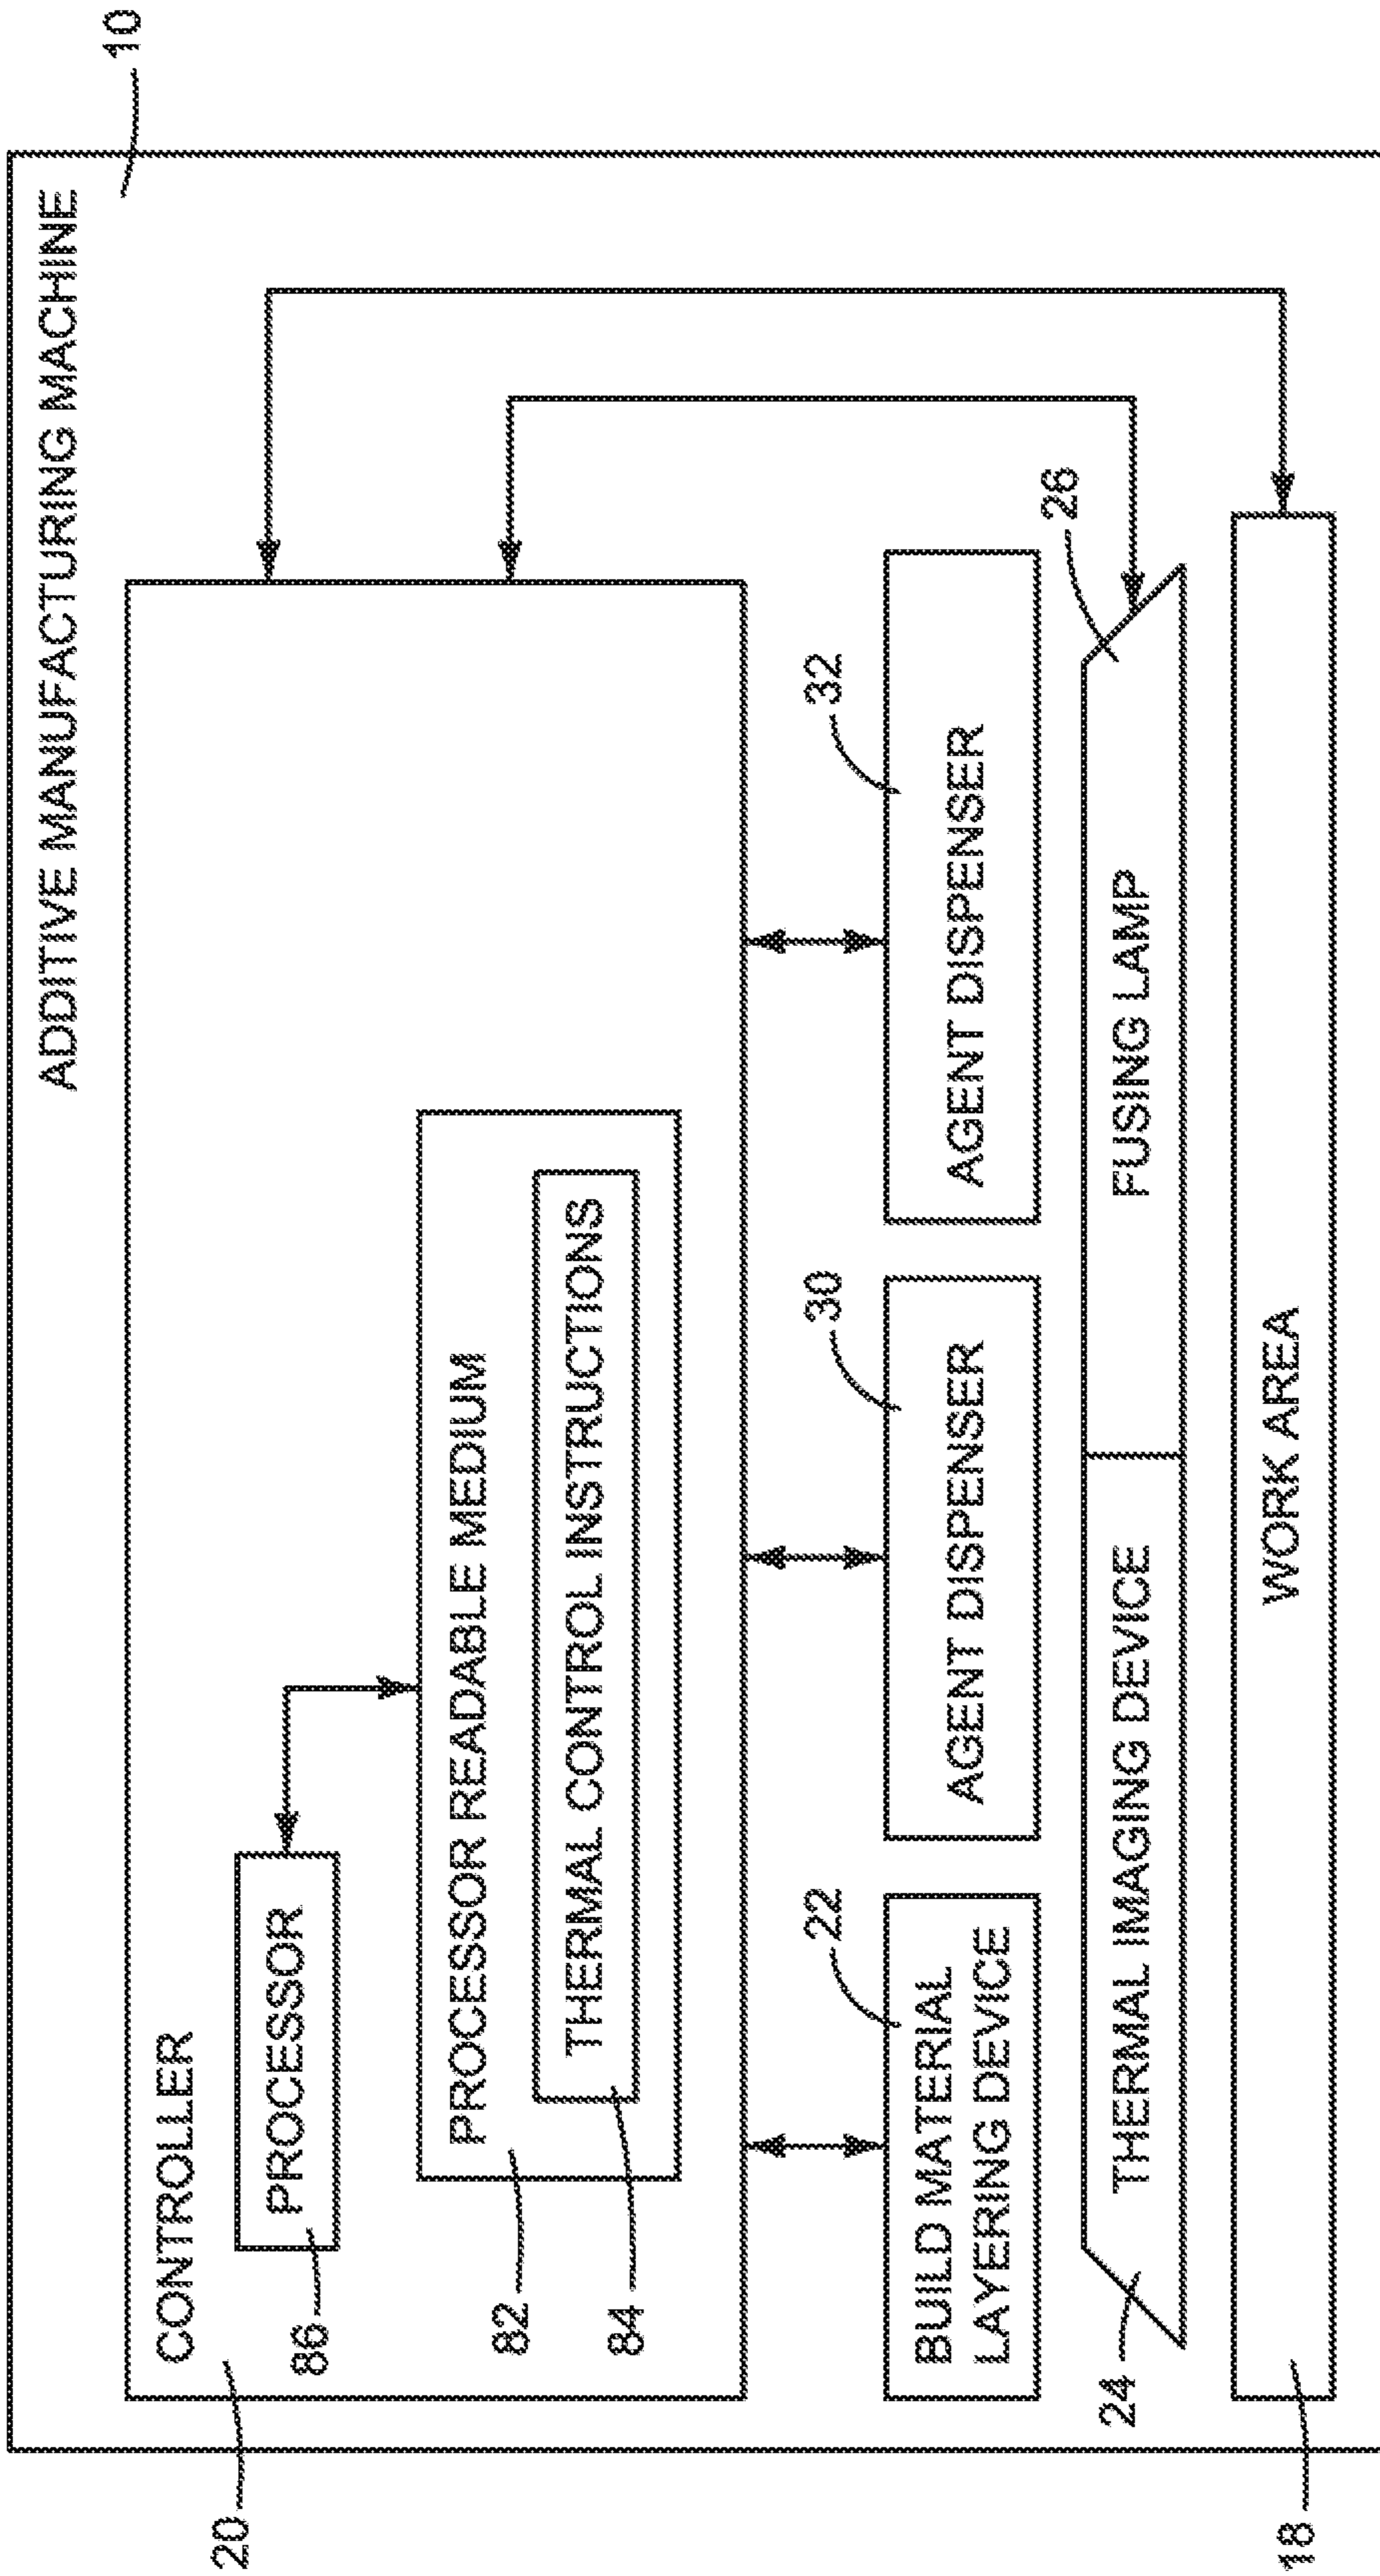 ADDITIVE MANUFACTURING MACHINE
10
CONTROLLER
20
PROCESSOR
86
PROCESSOR READABLE MEDIUM
82
THERMAL CONTROL INSTRUCTIONS
84
BUILD MATERIAL
LAYERING DEVICE
22
AGENT DISPENSER
30
AGENT DISPENSER
32
THERMAL IMAGING DEVICE
24
FUSING LAMP
26
WORK AREA
18